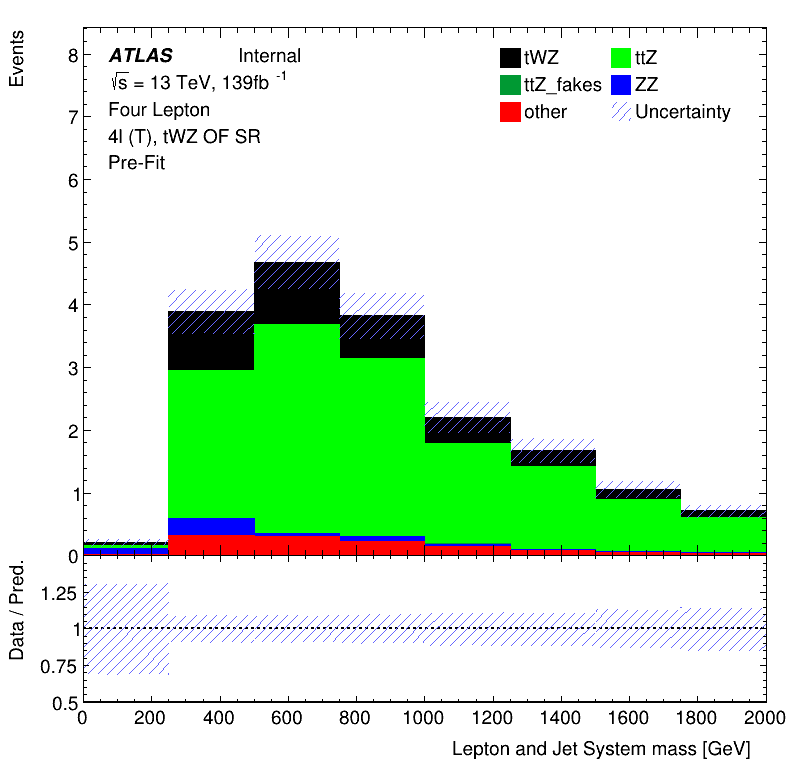 Events
8
7
6
5
4
3
2
1
0
ATLAS Internal
√s = 13 TeV, 139fb -1
Four Lepton
4l (T), tWZ OF SR
Pre-Fit
tWZ ttZ
ttZ_fakes ZZ
other Uncertainty
Data / Pred.
1.25
1
0.75
0.5
0 200 400 600 800 1000 1200 1400 1600 1800 2000
Lepton and Jet System mass [GeV]